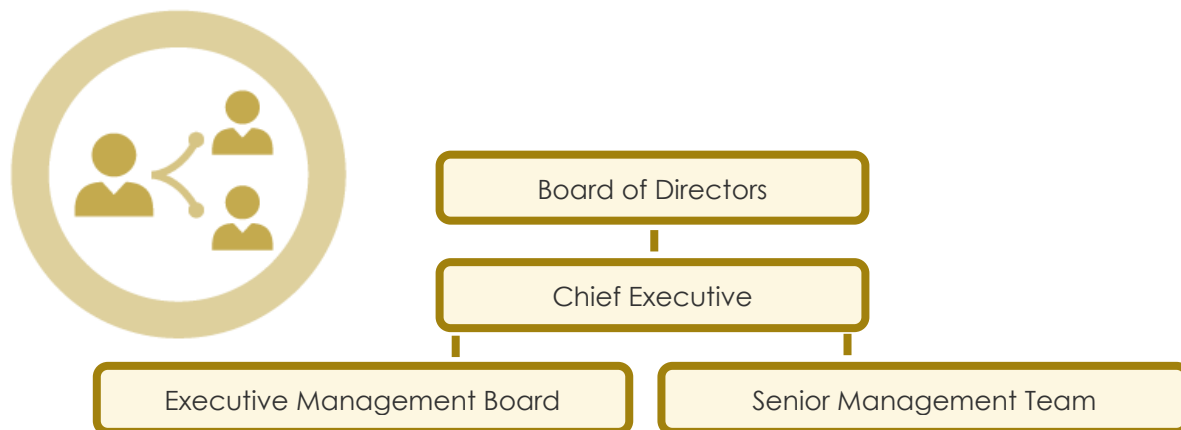 Board of Directors
Chief Executive
Executive Management Board
Senior Management Team